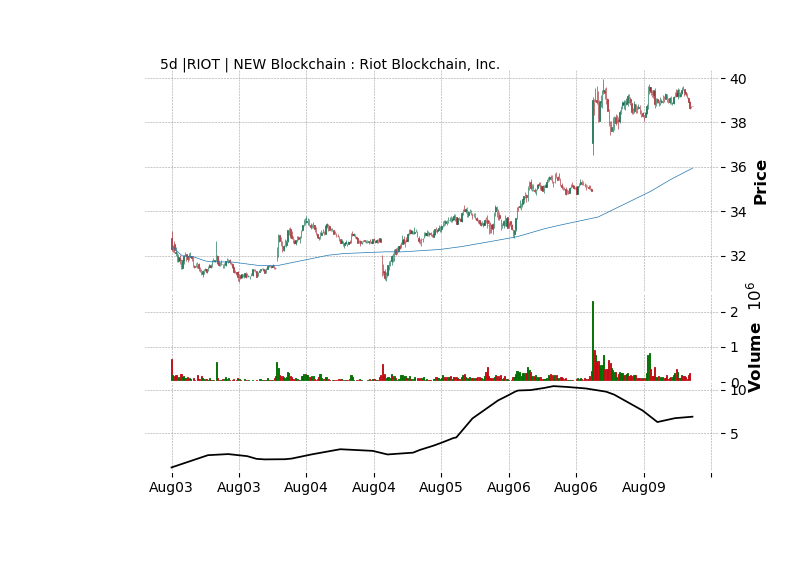 5d |RIOT | NEW Blockchain : Riot Blockchain, Inc.
40
38
36
34
32
Price
2
1
0
Volume 10^6
10
5
Aug03 Aug03 Aug04 Aug04 Aug05 Aug06 Aug06 Aug09